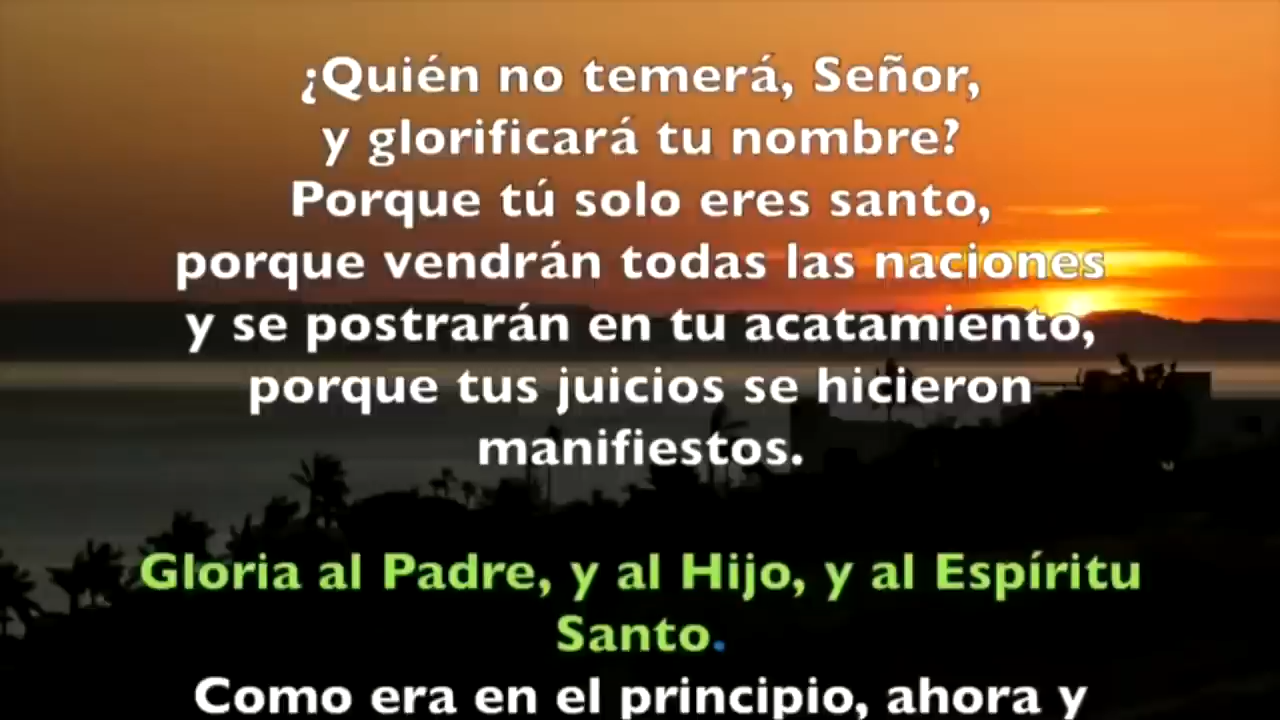 ¿Quién no temerá, Señor,
y glorificará tu nombre?
Porque tú solo eres santo,
porque vendrán todas las naciones
y se postrarán en tu acatamiento,
porque tus juicios se hicieron
manifiestos.
Gloria al Padre, y al Hijo, y al Espíritu
Santo.
Como era en el principio, ahora y